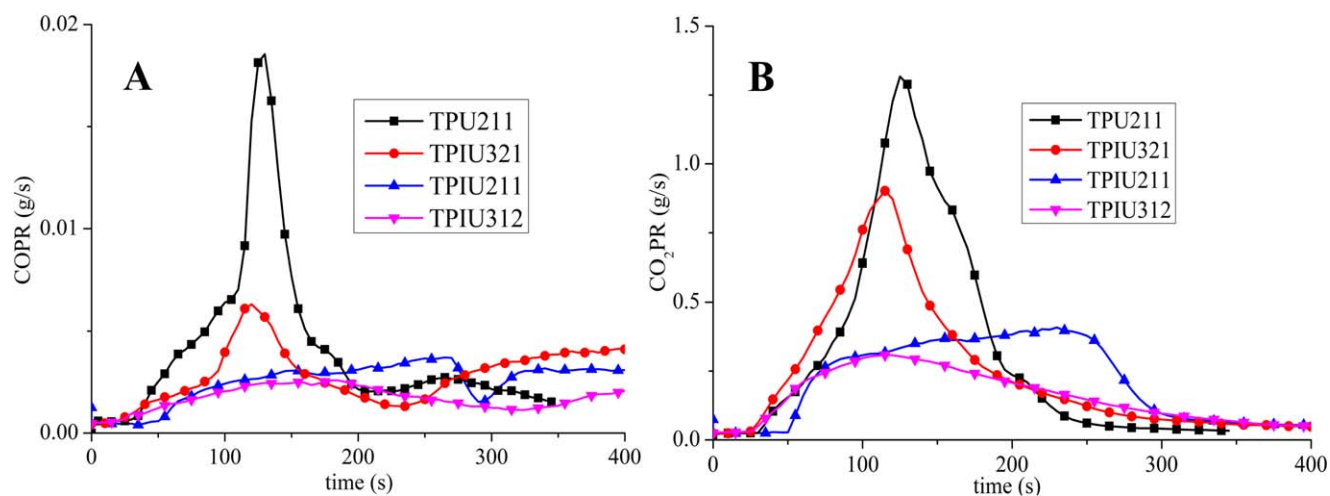 A
0.02
0.01
0.00
COPR (g/s)
TPU211
TPIU321
TPIU211
TPIU312
0 100 200 300 400
time (s)
B
1.5
1.0
0.5
0.0
CO₂PR (g/s)
TPU211
TPIU321
TPIU211
TPIU312
0 100 200 300 400
time (s)